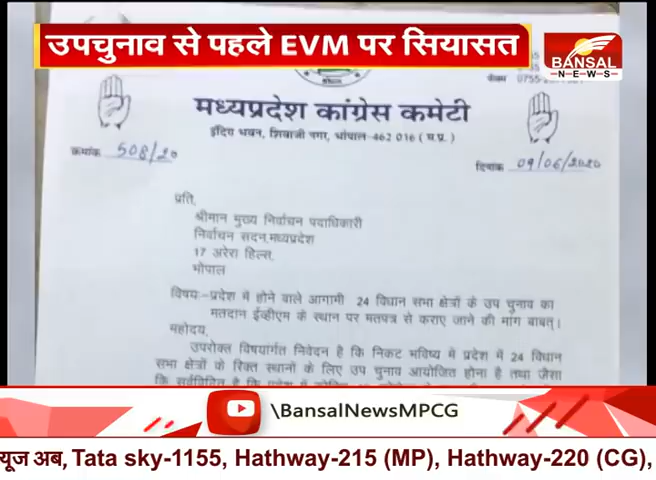 उपचुनाव से पहले EVM पर सियासत
BANSAL
NEWS
मध्यप्रदेश कांग्रेस कमेटी
इंदिरा भवन, शिवाजी नगर, भोपाल-462 016 (म.प्र.)
क्रमांक 508/20
दिनांक 09/06/2020
प्रति,
श्रीमान मुख्य निर्वाचन पदाधिकारी
निर्वाचन सदन,मध्यप्रदेश
17 अरेरा हिल्स,
भोपाल
विषयः-प्रदेश में होने वाले आगामी 24 विधान सभा क्षेत्रों के उप चुनाव का
मतदान ईव्हीएम के स्थान पर मतपत्र से कराए जाने की मांग बाबत्।
महोदय,
उपरोक्त विषयांर्गत निवेदन है कि निकट भविष्य में प्रदेश में 24 विधान
सभा क्षेत्रों के रिक्त स्थानों के लिए उप चुनाव आयोजित होना है तथा जैसा
कि सर्वविदित है कि
\BansalNewsMPCG
न्यूज अब, Tata sky-1155, Hathway-215 (MP), Hathway-220 (CG),